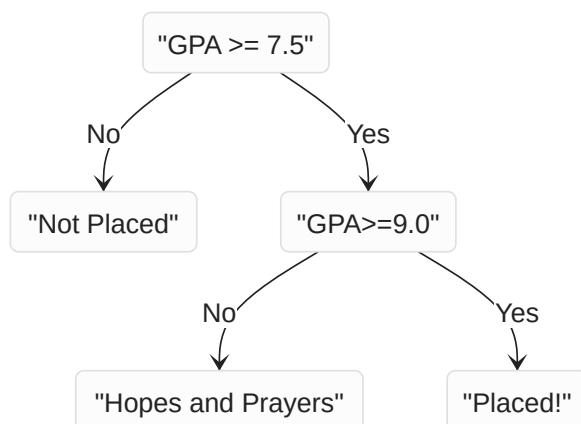 "GPA >= 7.5"
No
Yes
"Not Placed"
"GPA>=9.0"
No
Yes
"Hopes and Prayers"
"Placed!"